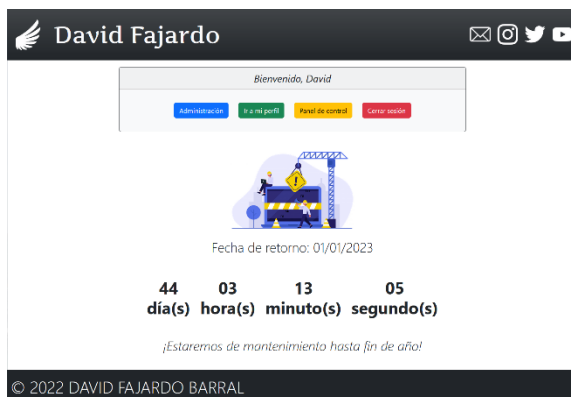 David Fajardo
Bienvenido, David
Administración Ir a mi perfil Panel de control Cerrar sesión
Fecha de retorno: 01/01/2023
44 03 13 05
día(s) hora(s) minuto(s) segundo(s)
¡Estaremos de mantenimiento hasta fin de año!
© 2022 DAVID FAJARDO BARRAL